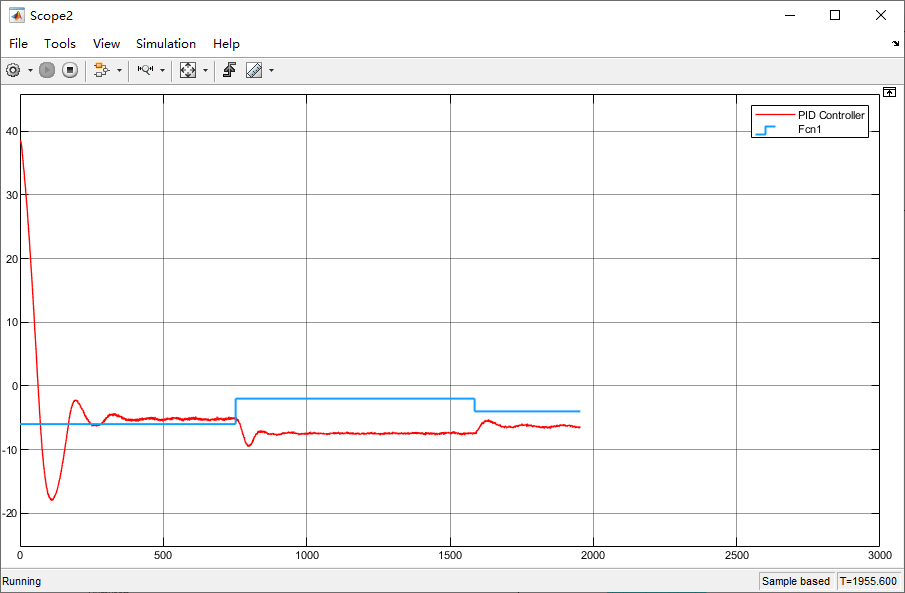 Scope2
File Tools View Simulation Help
PID Controller
Fcn1
40
30
20
10
0
-10
-20
0 500 1000 1500 2000 2500 3000
Running Sample based T=1955.600